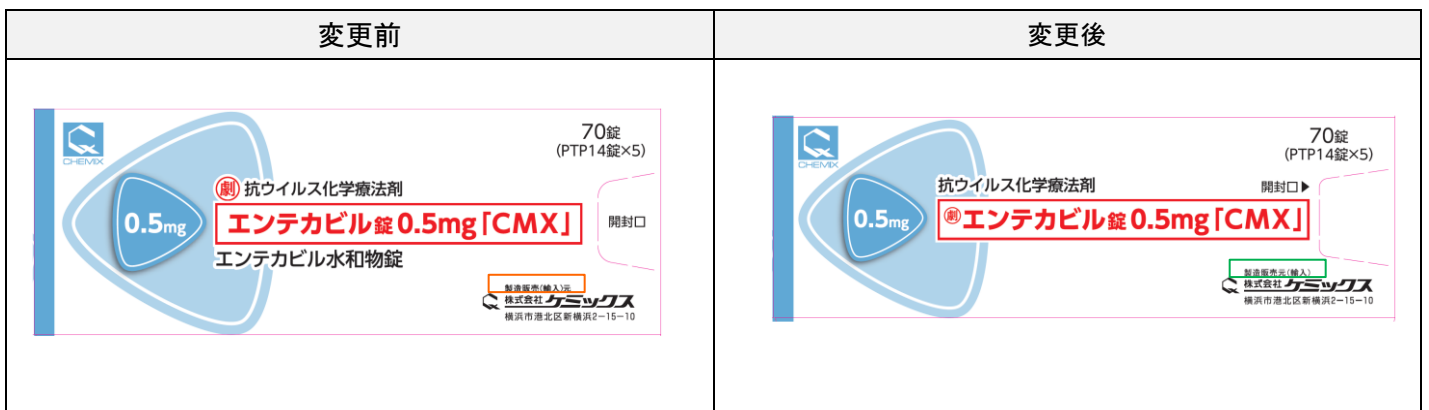 変更前
CHEMIX
70錠
(PTP14錠×5)
劇 抗ウイルス化学療法剤
0.5mg
エンテカビル錠0.5mg「CMX」
開封口
エンテカビル水和物錠
製造販売(輸入)元
株式会社ケミックス
横浜市港北区新横浜2-15-10
変更後
CHEMIX
70錠
(PTP14錠×5)
抗ウイルス化学療法剤
開封口▶
0.5mg
劇エンテカビル錠0.5mg「CMX」
製造販売元(輸入)
株式会社ケミックス
横浜市港北区新横浜2-15-10